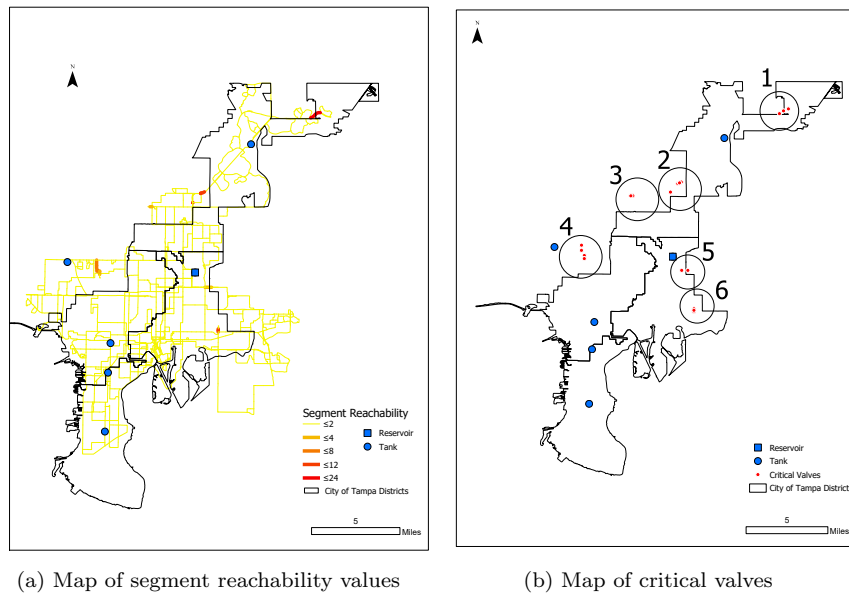 N
Segment Reachability
≤2
≤4
≤8
≤12
≤24
Reservoir
Tank
City of Tampa Districts
5
Miles
(a) Map of segment reachability values
N
1
2
3
4
5
6
Reservoir
Tank
Critical Valves
City of Tampa Districts
5
Miles
(b) Map of critical valves